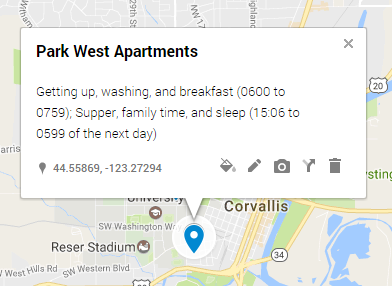 Park West Apartments
Getting up, washing, and breakfast (0600 to
0759); Supper, family time, and sleep (15:06 to
0599 of the next day)
44.55869, -123.27294
20
University
Corvallis
SW Washington
Reser Stadium
34
SW West Hills Rd
SW Western Blvd